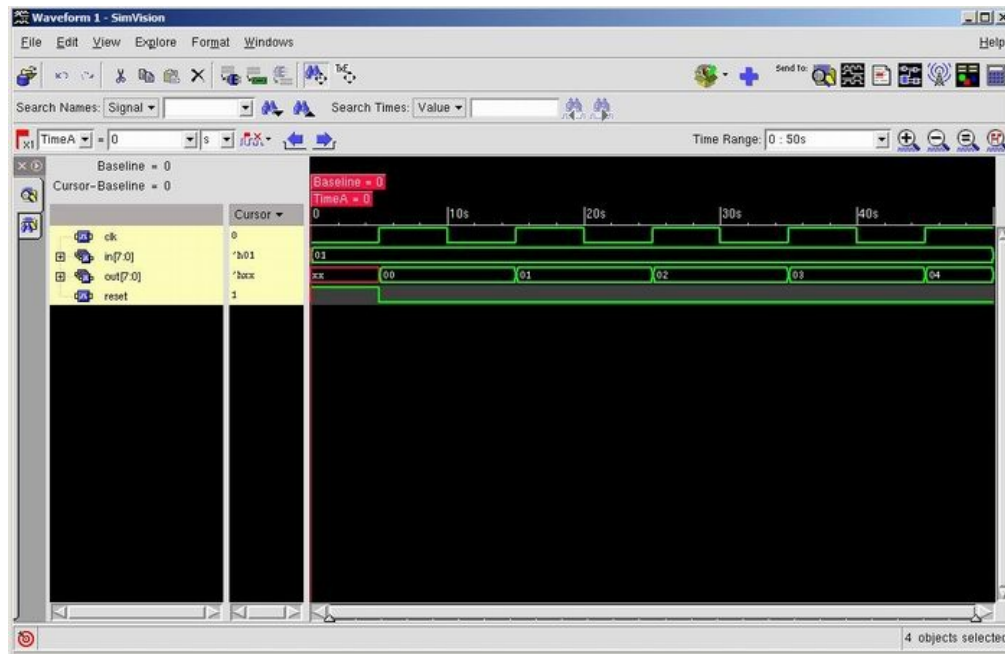 Waveform 1 - SimVision
File Edit View Explore Format Windows Help
TxE Send To:
Search Names: Signal Search Times: Value
x1 TimeA = 0 s Time Range: 0 : 50s
Baseline = 0
Cursor-Baseline = 0
Baseline = 0
TimeA = 0
Cursor 0 10s 20s 30s 40s
clk 0
in[7:0] 'h01 01
out[7:0] 'hxx xx 00 01 02 03 04
reset 1
4 objects selected